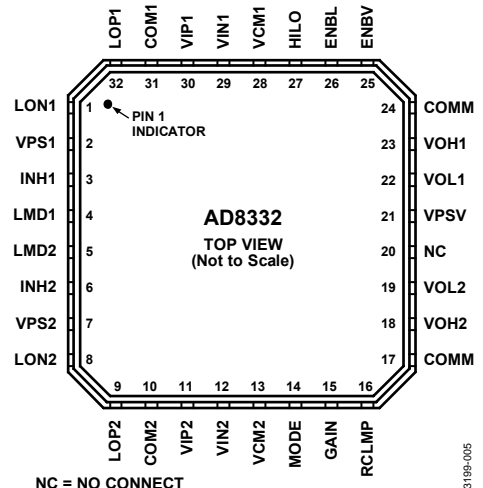 LOP1 COM1 VIP1 VIN1 VCM1 HILO ENBL ENBV
32 31 30 29 28 27 26 25
LON1 1
VPS1 2
INH1 3
LMD1 4
LMD2 5
INH2 6
VPS2 7
LON2 8
PIN 1
INDICATOR
AD8332
TOP VIEW
(Not to Scale)
24 COMM
23 VOH1
22 VOL1
21 VPSV
20 NC
19 VOL2
18 VOH2
17 COMM
9 10 11 12 13 14 15 16
LOP2 COM2 VIP2 VIN2 VCM2 MODE GAIN RCLMP
NC = NO CONNECT
3199-005